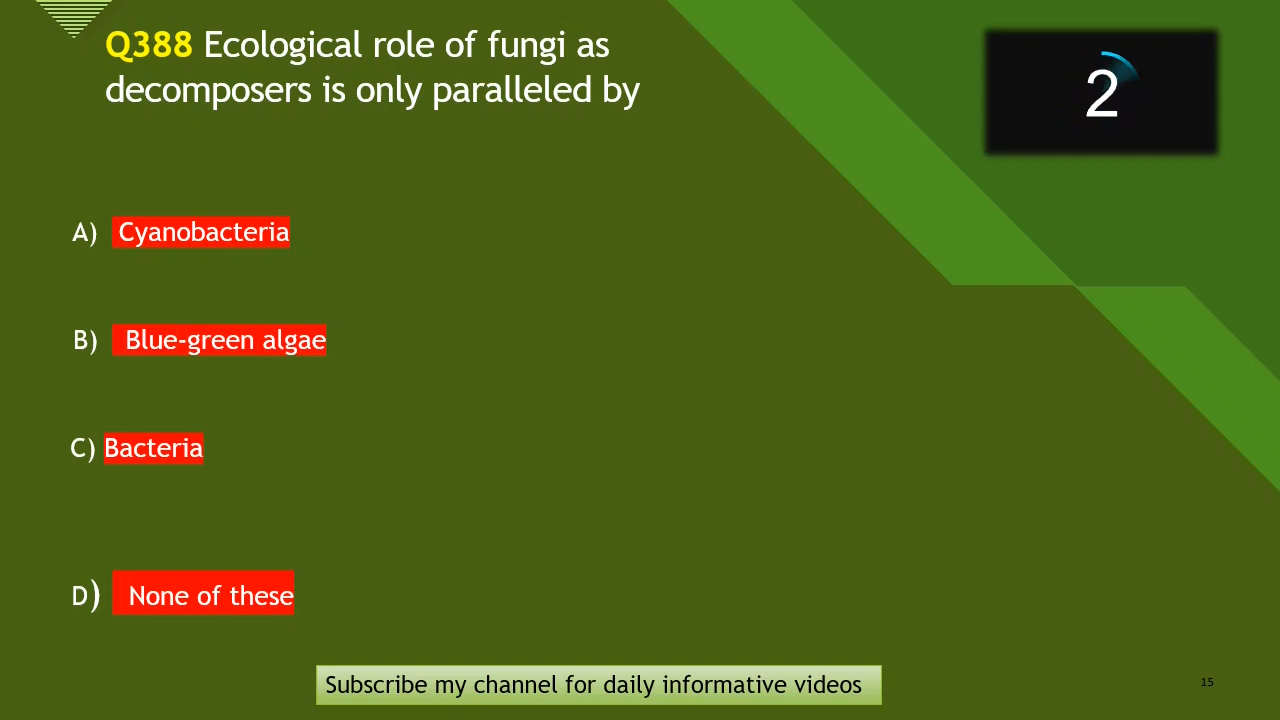 Q388 Ecological role of fungi as
decomposers is only paralleled by
2
A) Cyanobacteria
B) Blue-green algae
C) Bacteria
D) None of these
Subscribe my channel for daily informative videos
15